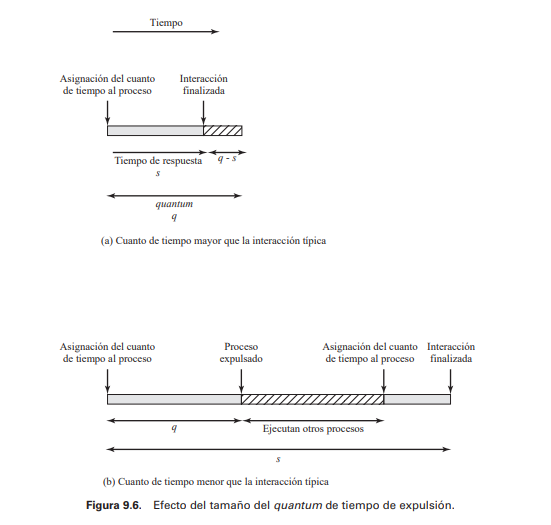 Tiempo
Asignación del cuanto
de tiempo al proceso
Interacción
finalizada
Tiempo de respuesta
s
q - s
quantum
q
(a) Cuanto de tiempo mayor que la interacción típica
Asignación del cuanto
de tiempo al proceso
Proceso
expulsado
Asignación del cuanto
de tiempo al proceso
Interacción
finalizada
q
Ejecutan otros procesos
s
(b) Cuanto de tiempo menor que la interacción típica
Figura 9.6. Efecto del tamaño del quantum de tiempo de expulsión.